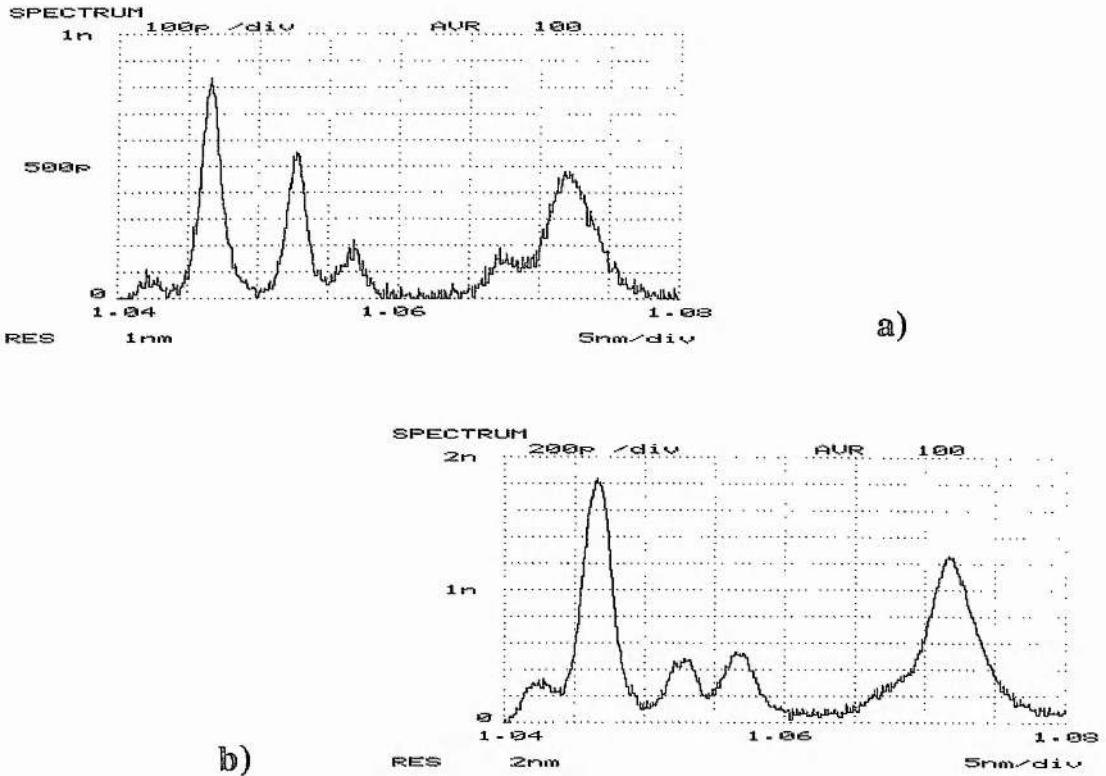 SPECTRUM
100p /div AVR 100
1n
500p
0
1.04 1.06 1.08
RES 1nm 5nm/div
a)
SPECTRUM
200p /div AVR 100
2n
1n
0
1.04 1.06 1.08
RES 2nm 5nm/div
b)